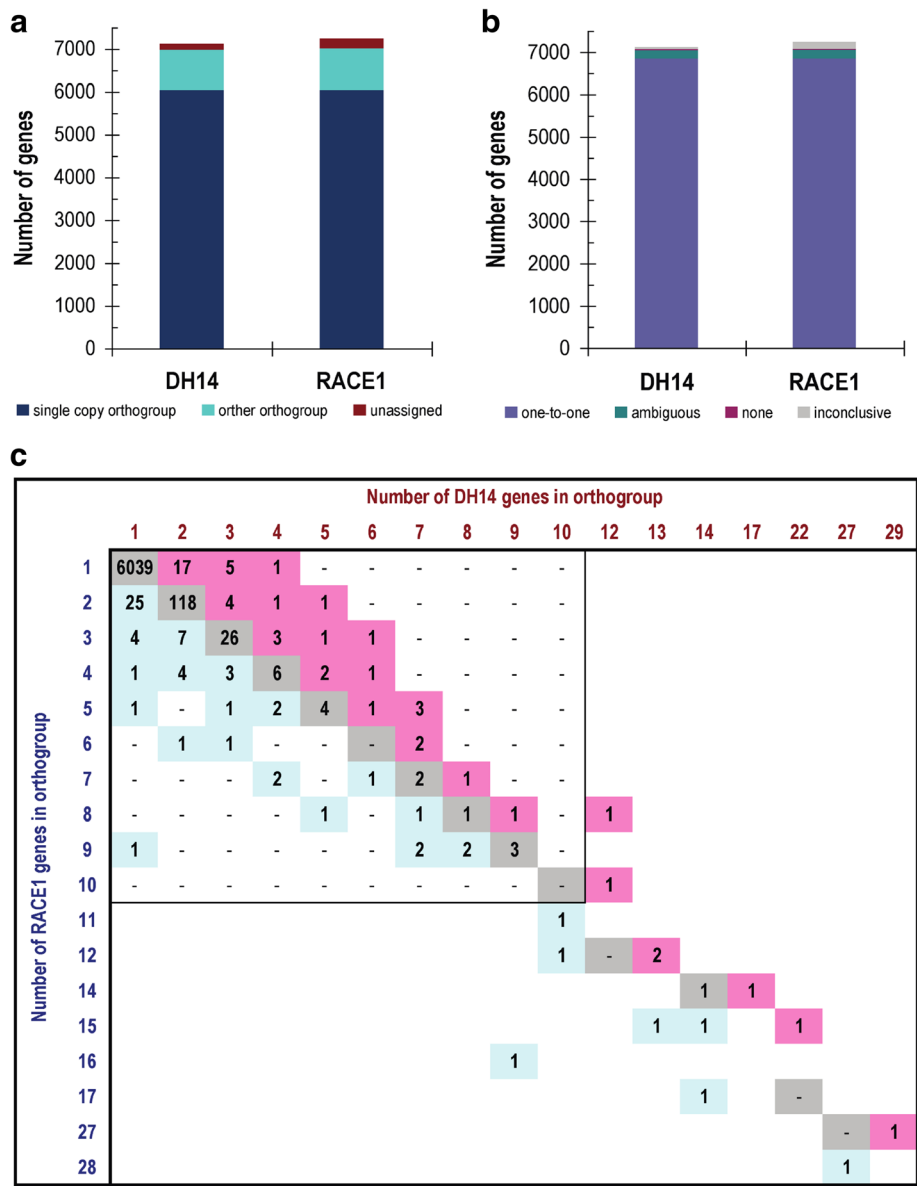 a
Number of genes
7000
6000
5000
4000
3000
2000
1000
0
DH14 RACE1
single copy orthogroup orther orthogroup unassigned
b
Number of genes
7000
6000
5000
4000
3000
2000
1000
0
DH14 RACE1
one-to-one ambiguous none inconclusive
c
Number of DH14 genes in orthogroup
1 2 3 4 5 6 7 8 9 10 12 13 14 17 22 27 29
Number of RACE1 genes in orthogroup
1 6039 17 5 1 - - - - - -
2 25 118 4 1 1 - - - - -
3 4 7 26 3 1 1 - - - -
4 1 4 3 6 2 1 - - - -
5 1 - 1 2 4 1 3 - - -
6 - 1 1 - - - 2 - - -
7 - - - 2 - 1 2 1 - -
8 - - - - 1 - 1 1 1 - 1
9 1 - - - - - 2 2 3 -
10 - - - - - - - - - - 1
11 1
12 1 - 2
14 1 1
15 1 1 1
16 1
17 1 -
27 - 1
28 1